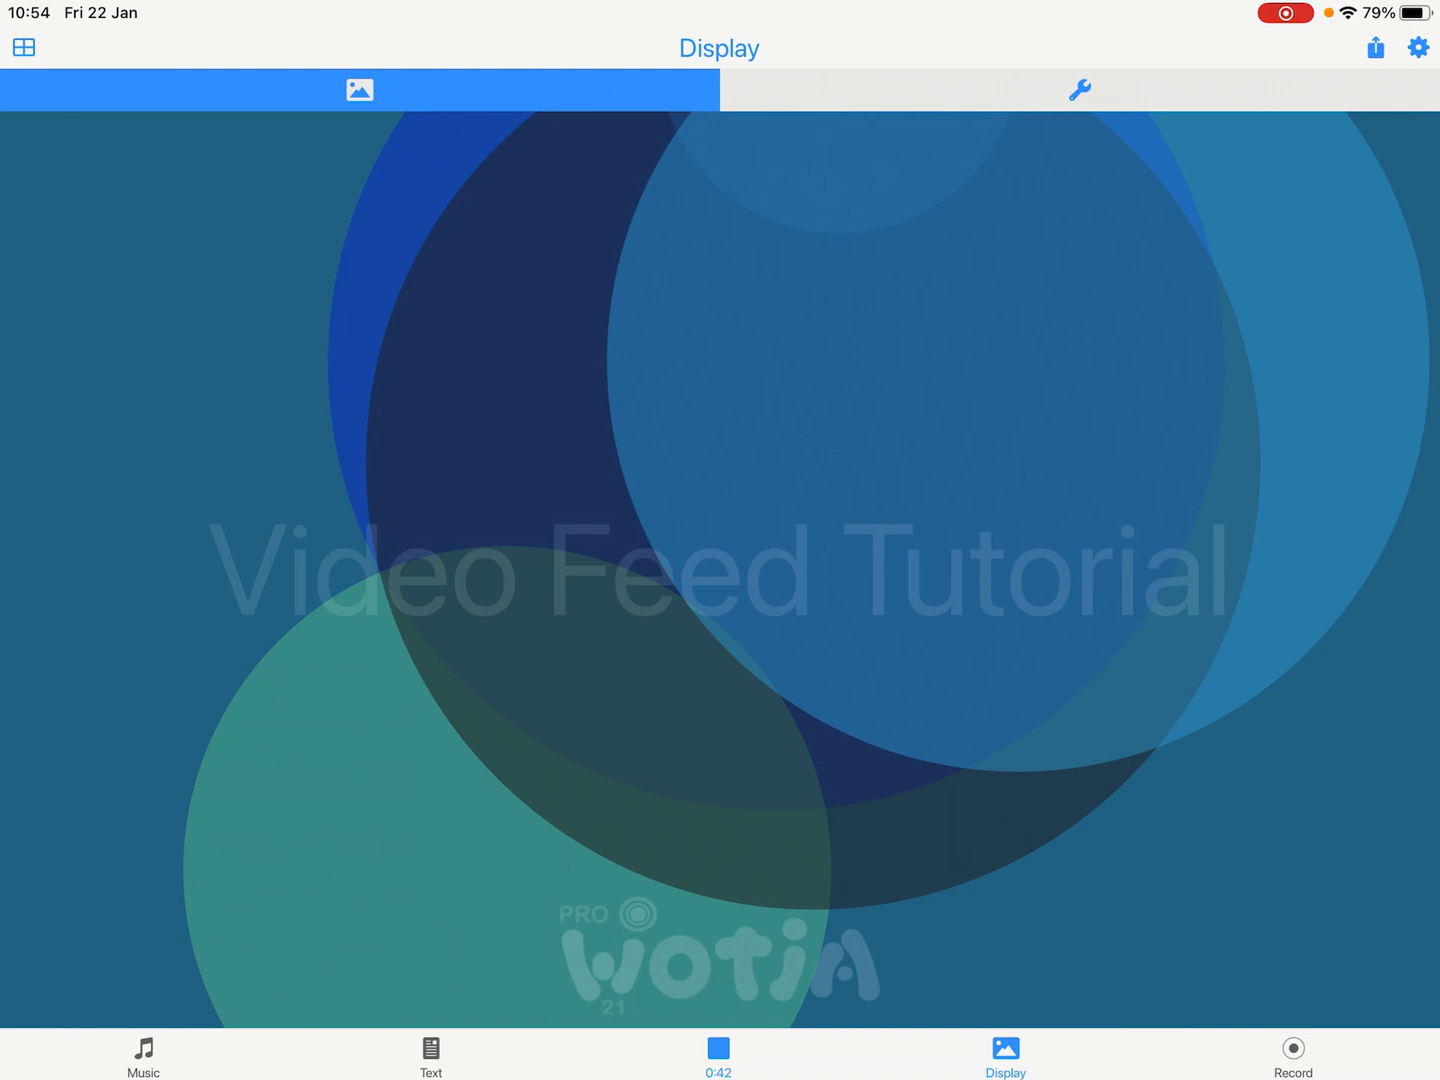 10:54 Fri 22 Jan 79%
Display
Video Feed Tutorial
PRO
wotja
21
Music Text 0:42 Display Record